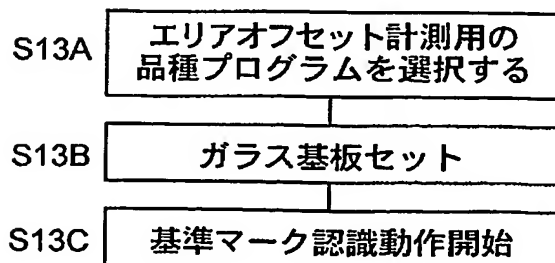 S13A
エリアオフセット計測用の
品種プログラムを選択する
S13B
ガラス基板セット
S13C
基準マーク認識動作開始